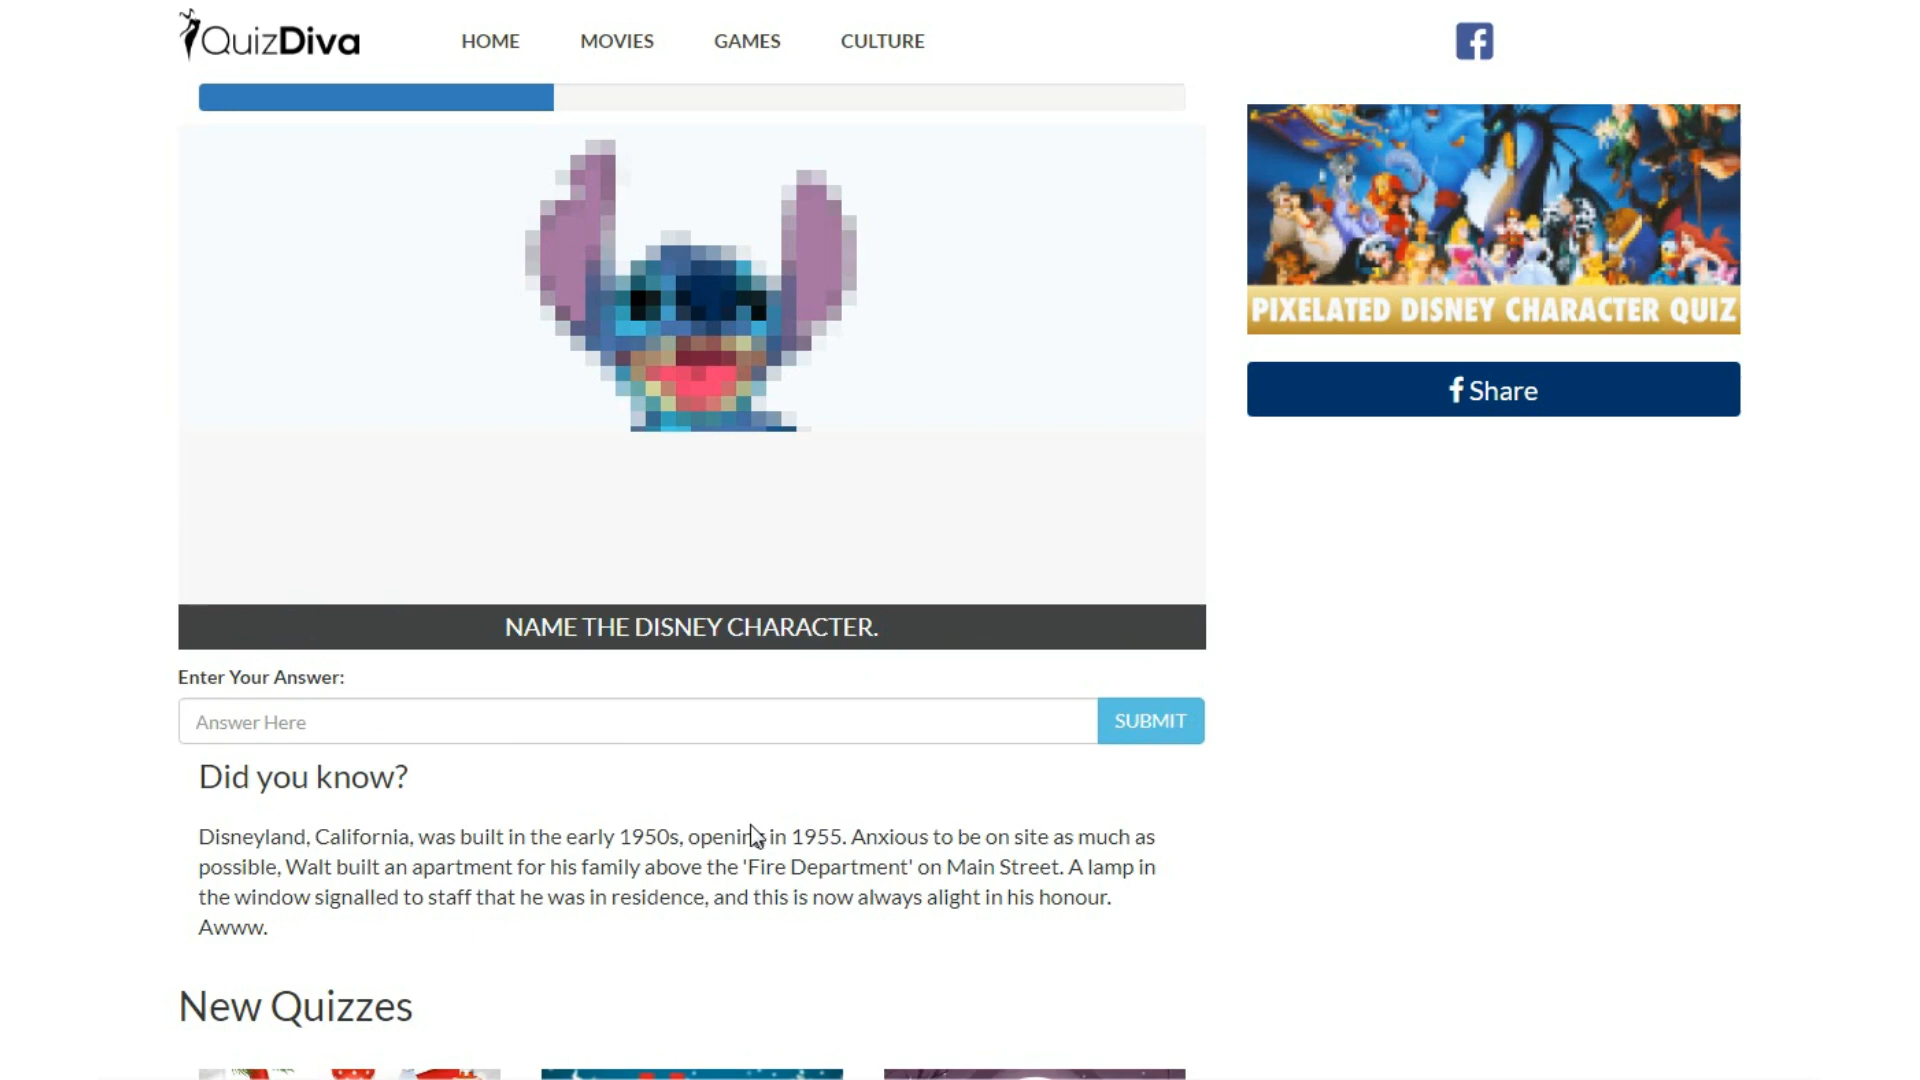 QuizDiva
HOME
MOVIES
GAMES
CULTURE
PIXELATED DISNEY CHARACTER QUIZ
f Share
NAME THE DISNEY CHARACTER.
Enter Your Answer:
Answer Here
SUBMIT
Did you know?
Disneyland, California, was built in the early 1950s, opening in 1955. Anxious to be on site as much as
possible, Walt built an apartment for his family above the 'Fire Department' on Main Street. A lamp in
the window signalled to staff that he was in residence, and this is now always alight in his honour.
Awww.
New Quizzes